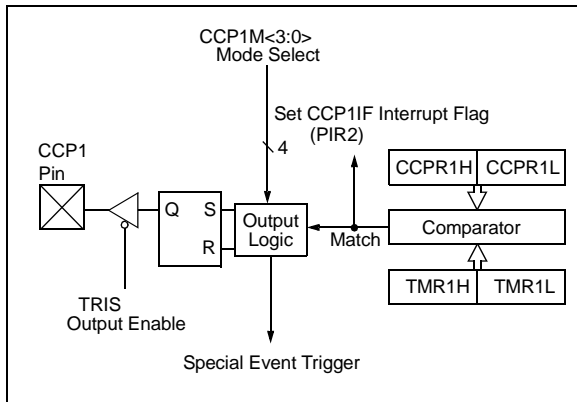 CCP1M<3:0>
Mode Select
Set CCP1IF Interrupt Flag
(PIR2)
4
CCP1
Pin
CCPR1H CCPR1L
Q S
R
Output
Logic
Match
Comparator
TRIS
Output Enable
TMR1H TMR1L
Special Event Trigger